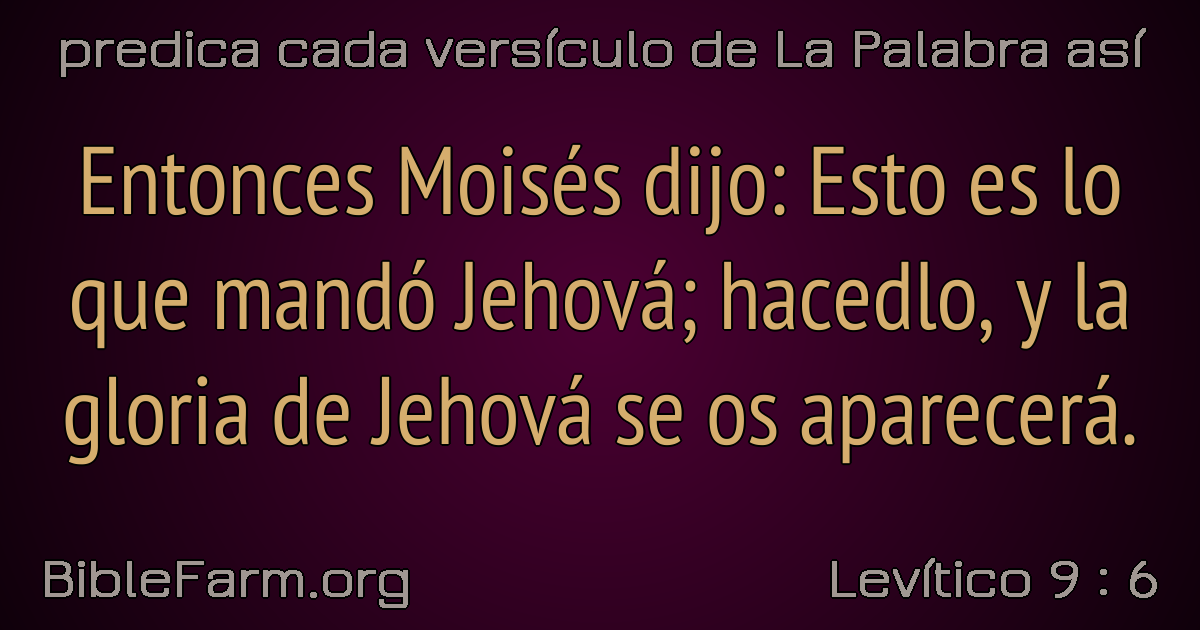 predica cada versículo de La Palabra así
Entonces Moisés dijo: Esto es lo
que mandó Jehová; hacedlo, y la
gloria de Jehová se os aparecerá.
BibleFarm.org
Levítico 9 : 6